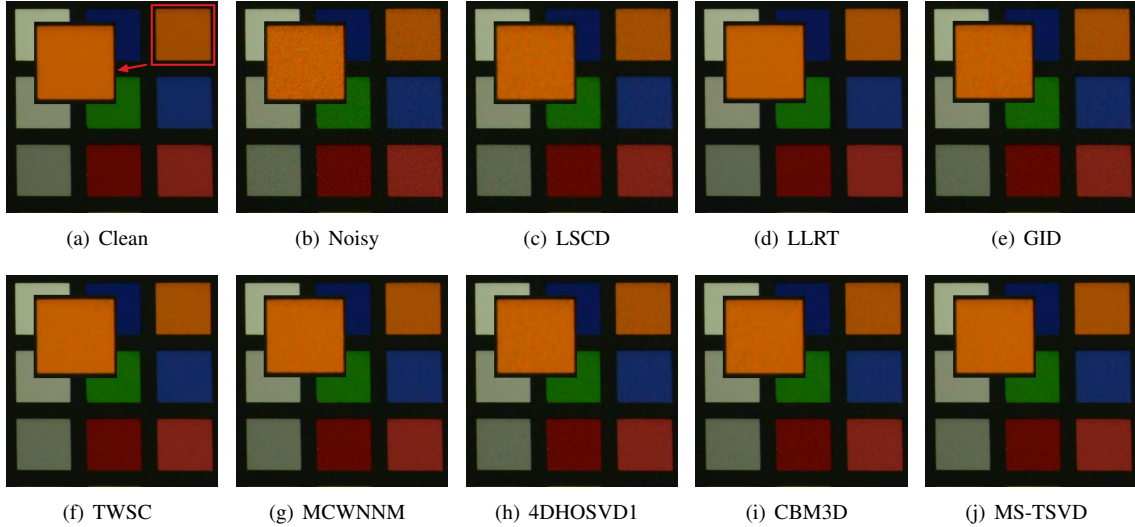 (a) Clean
(b) Noisy
(c) LSCD
(d) LLRT
(e) GID
(f) TWSC
(g) MCWNNM
(h) 4DHOSVD1
(i) CBM3D
(j) MS-TSVD